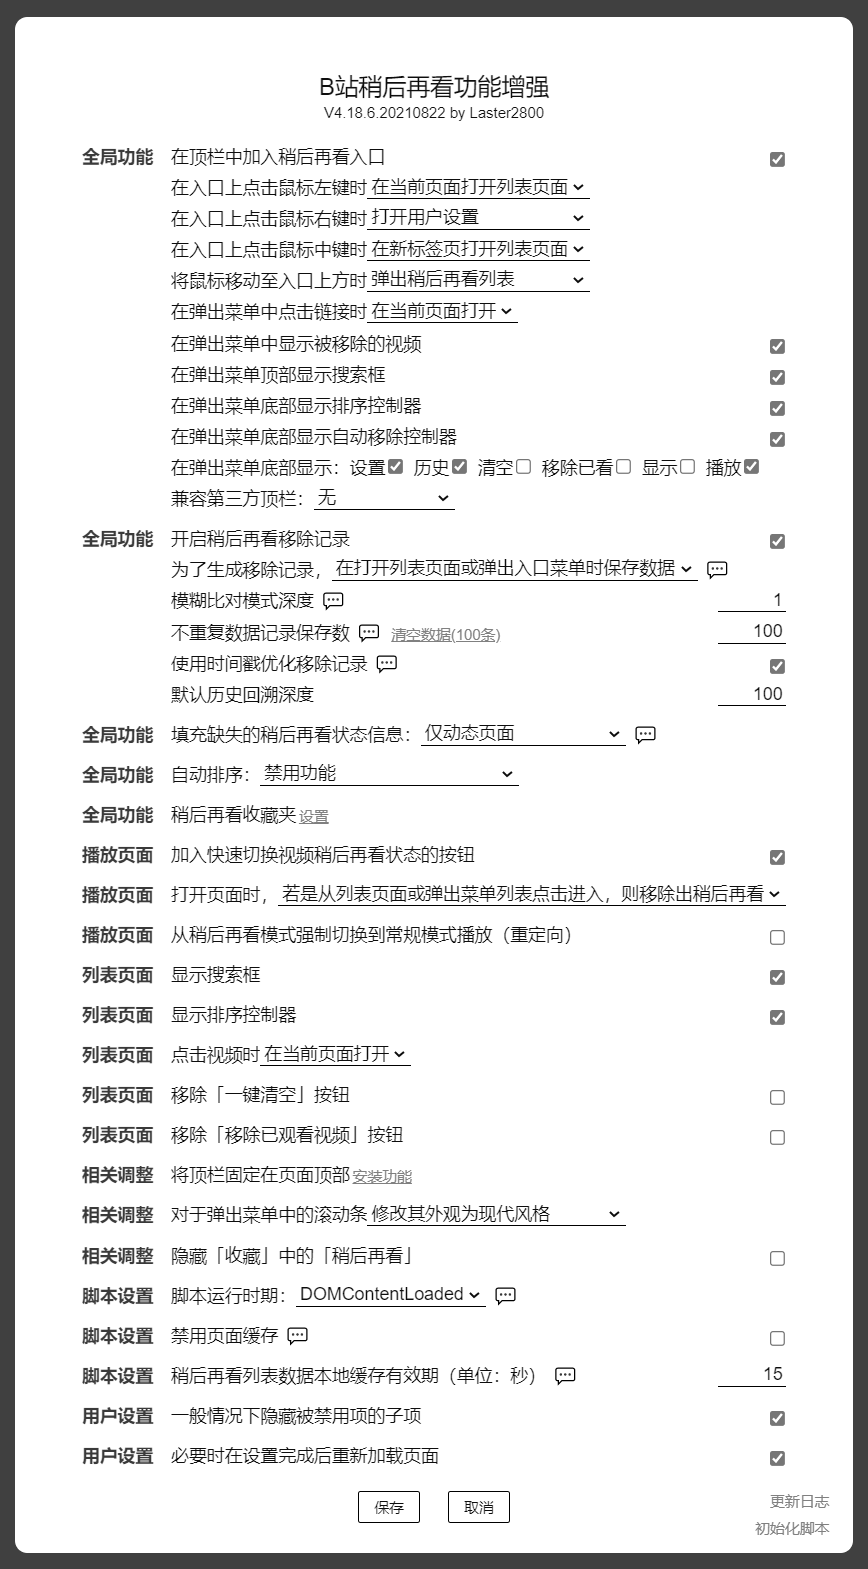 B站稍后再看功能增强
V4.18.6.20210822 by Laster2800
全局功能 在顶栏中加入稍后再看入口
在入口上点击鼠标左键时 在当前页面打开列表页面
在入口上点击鼠标右键时 打开用户设置
在入口上点击鼠标中键时 在新标签页打开列表页面
将鼠标移动至入口上方时 弹出稍后再看列表
在弹出菜单中点击链接时 在当前页面打开
在弹出菜单中显示被移除的视频
在弹出菜单顶部显示搜索框
在弹出菜单底部显示排序控制器
在弹出菜单底部显示自动移除控制器
在弹出菜单底部显示：设置 历史 清空 移除已看 显示 播放
兼容第三方顶栏：无
全局功能 开启稍后再看移除记录
为了生成移除记录，在打开列表页面或弹出入口菜单时保存数据
模糊比对模式深度 1
不重复数据记录保存数 清空数据(100条) 100
使用时间戳优化移除记录
默认历史回溯深度 100
全局功能 填充缺失的稍后再看状态信息：仅动态页面
全局功能 自动排序：禁用功能
全局功能 稍后再看收藏夹 设置
播放页面 加入快速切换视频稍后再看状态的按钮
播放页面 打开页面时，若是从列表页面或弹出菜单列表点击进入，则移除出稍后再看
播放页面 从稍后再看模式强制切换到常规模式播放（重定向）
列表页面 显示搜索框
列表页面 显示排序控制器
列表页面 点击视频时 在当前页面打开
列表页面 移除「一键清空」按钮
列表页面 移除「移除已观看视频」按钮
相关调整 将顶栏固定在页面顶部 安装功能
相关调整 对于弹出菜单中的滚动条 修改其外观为现代风格
相关调整 隐藏「收藏」中的「稍后再看」
脚本设置 脚本运行时期：DOMContentLoaded
脚本设置 禁用页面缓存
脚本设置 稍后再看列表数据本地缓存有效期（单位：秒） 15
用户设置 一般情况下隐藏被禁用项的子项
用户设置 必要时在设置完成后重新加载页面
保存 取消
更新日志
初始化脚本